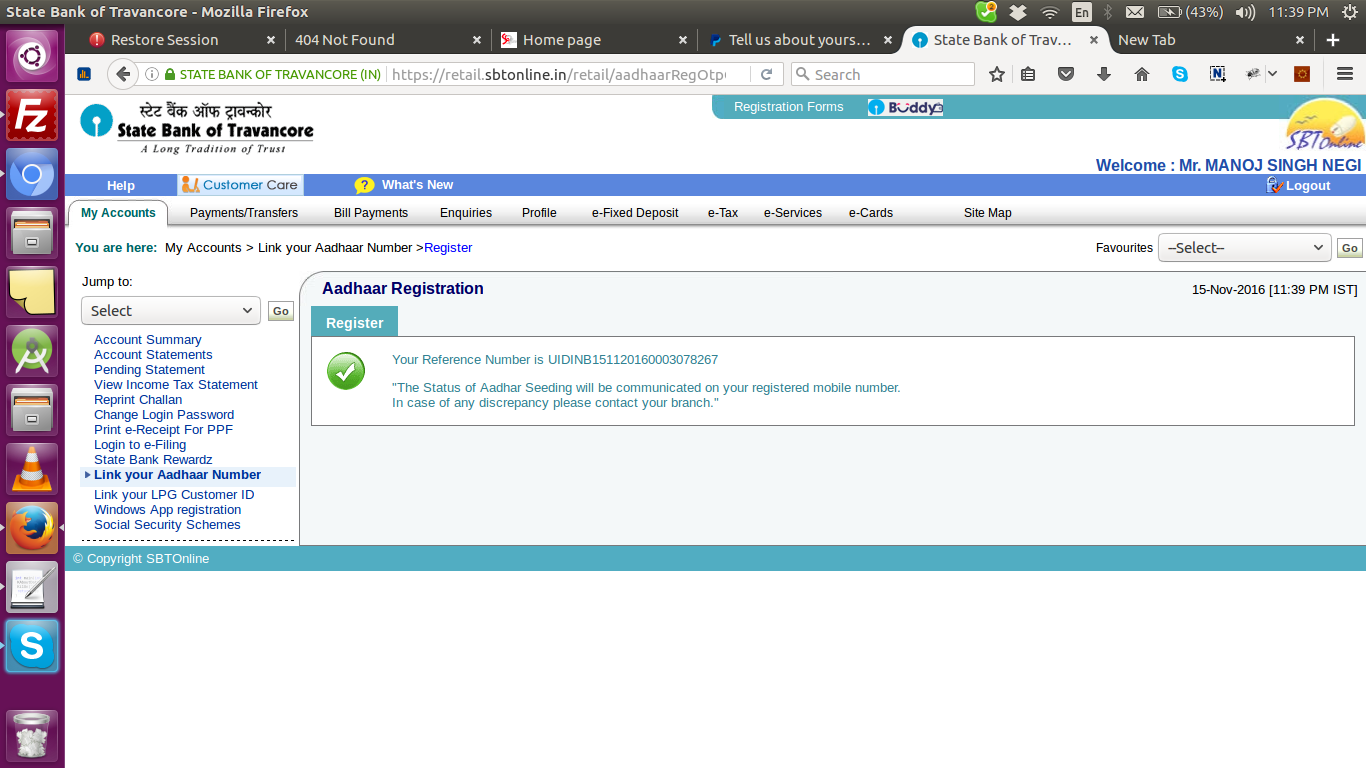 State Bank of Travancore - Mozilla Firefox
En
(43%)
11:39 PM
Restore Session
404 Not Found
Home page
Tell us about yours...
State Bank of Trav...
New Tab
STATE BANK OF TRAVANCORE (IN)
https://retail.sbtonline.in/retail/aadhaarRegOtp
Search
स्टेट बैंक ऑफ ट्रावन्कोर
State Bank of Travancore
A Long Tradition of Trust
Registration Forms
Buddy
SBTOnline
Welcome : Mr. MANOJ SINGH NEGI
Help
Customer Care
? What's New
Logout
My Accounts
Payments/Transfers
Bill Payments
Enquiries
Profile
e-Fixed Deposit
e-Tax
e-Services
e-Cards
Site Map
You are here: My Accounts > Link your Aadhaar Number >Register
Favourites
--Select--
Go
Jump to:
Select
Go
Account Summary
Account Statements
Pending Statement
View Income Tax Statement
Reprint Challan
Change Login Password
Print e-Receipt For PPF
Login to e-Filing
State Bank Rewardz
Link your Aadhaar Number
Link your LPG Customer ID
Windows App registration
Social Security Schemes
Aadhaar Registration
15-Nov-2016 [11:39 PM IST]
Register
Your Reference Number is UIDINB151120160003078267
"The Status of Aadhar Seeding will be communicated on your registered mobile number.
In case of any discrepancy please contact your branch."
© Copyright SBTOnline